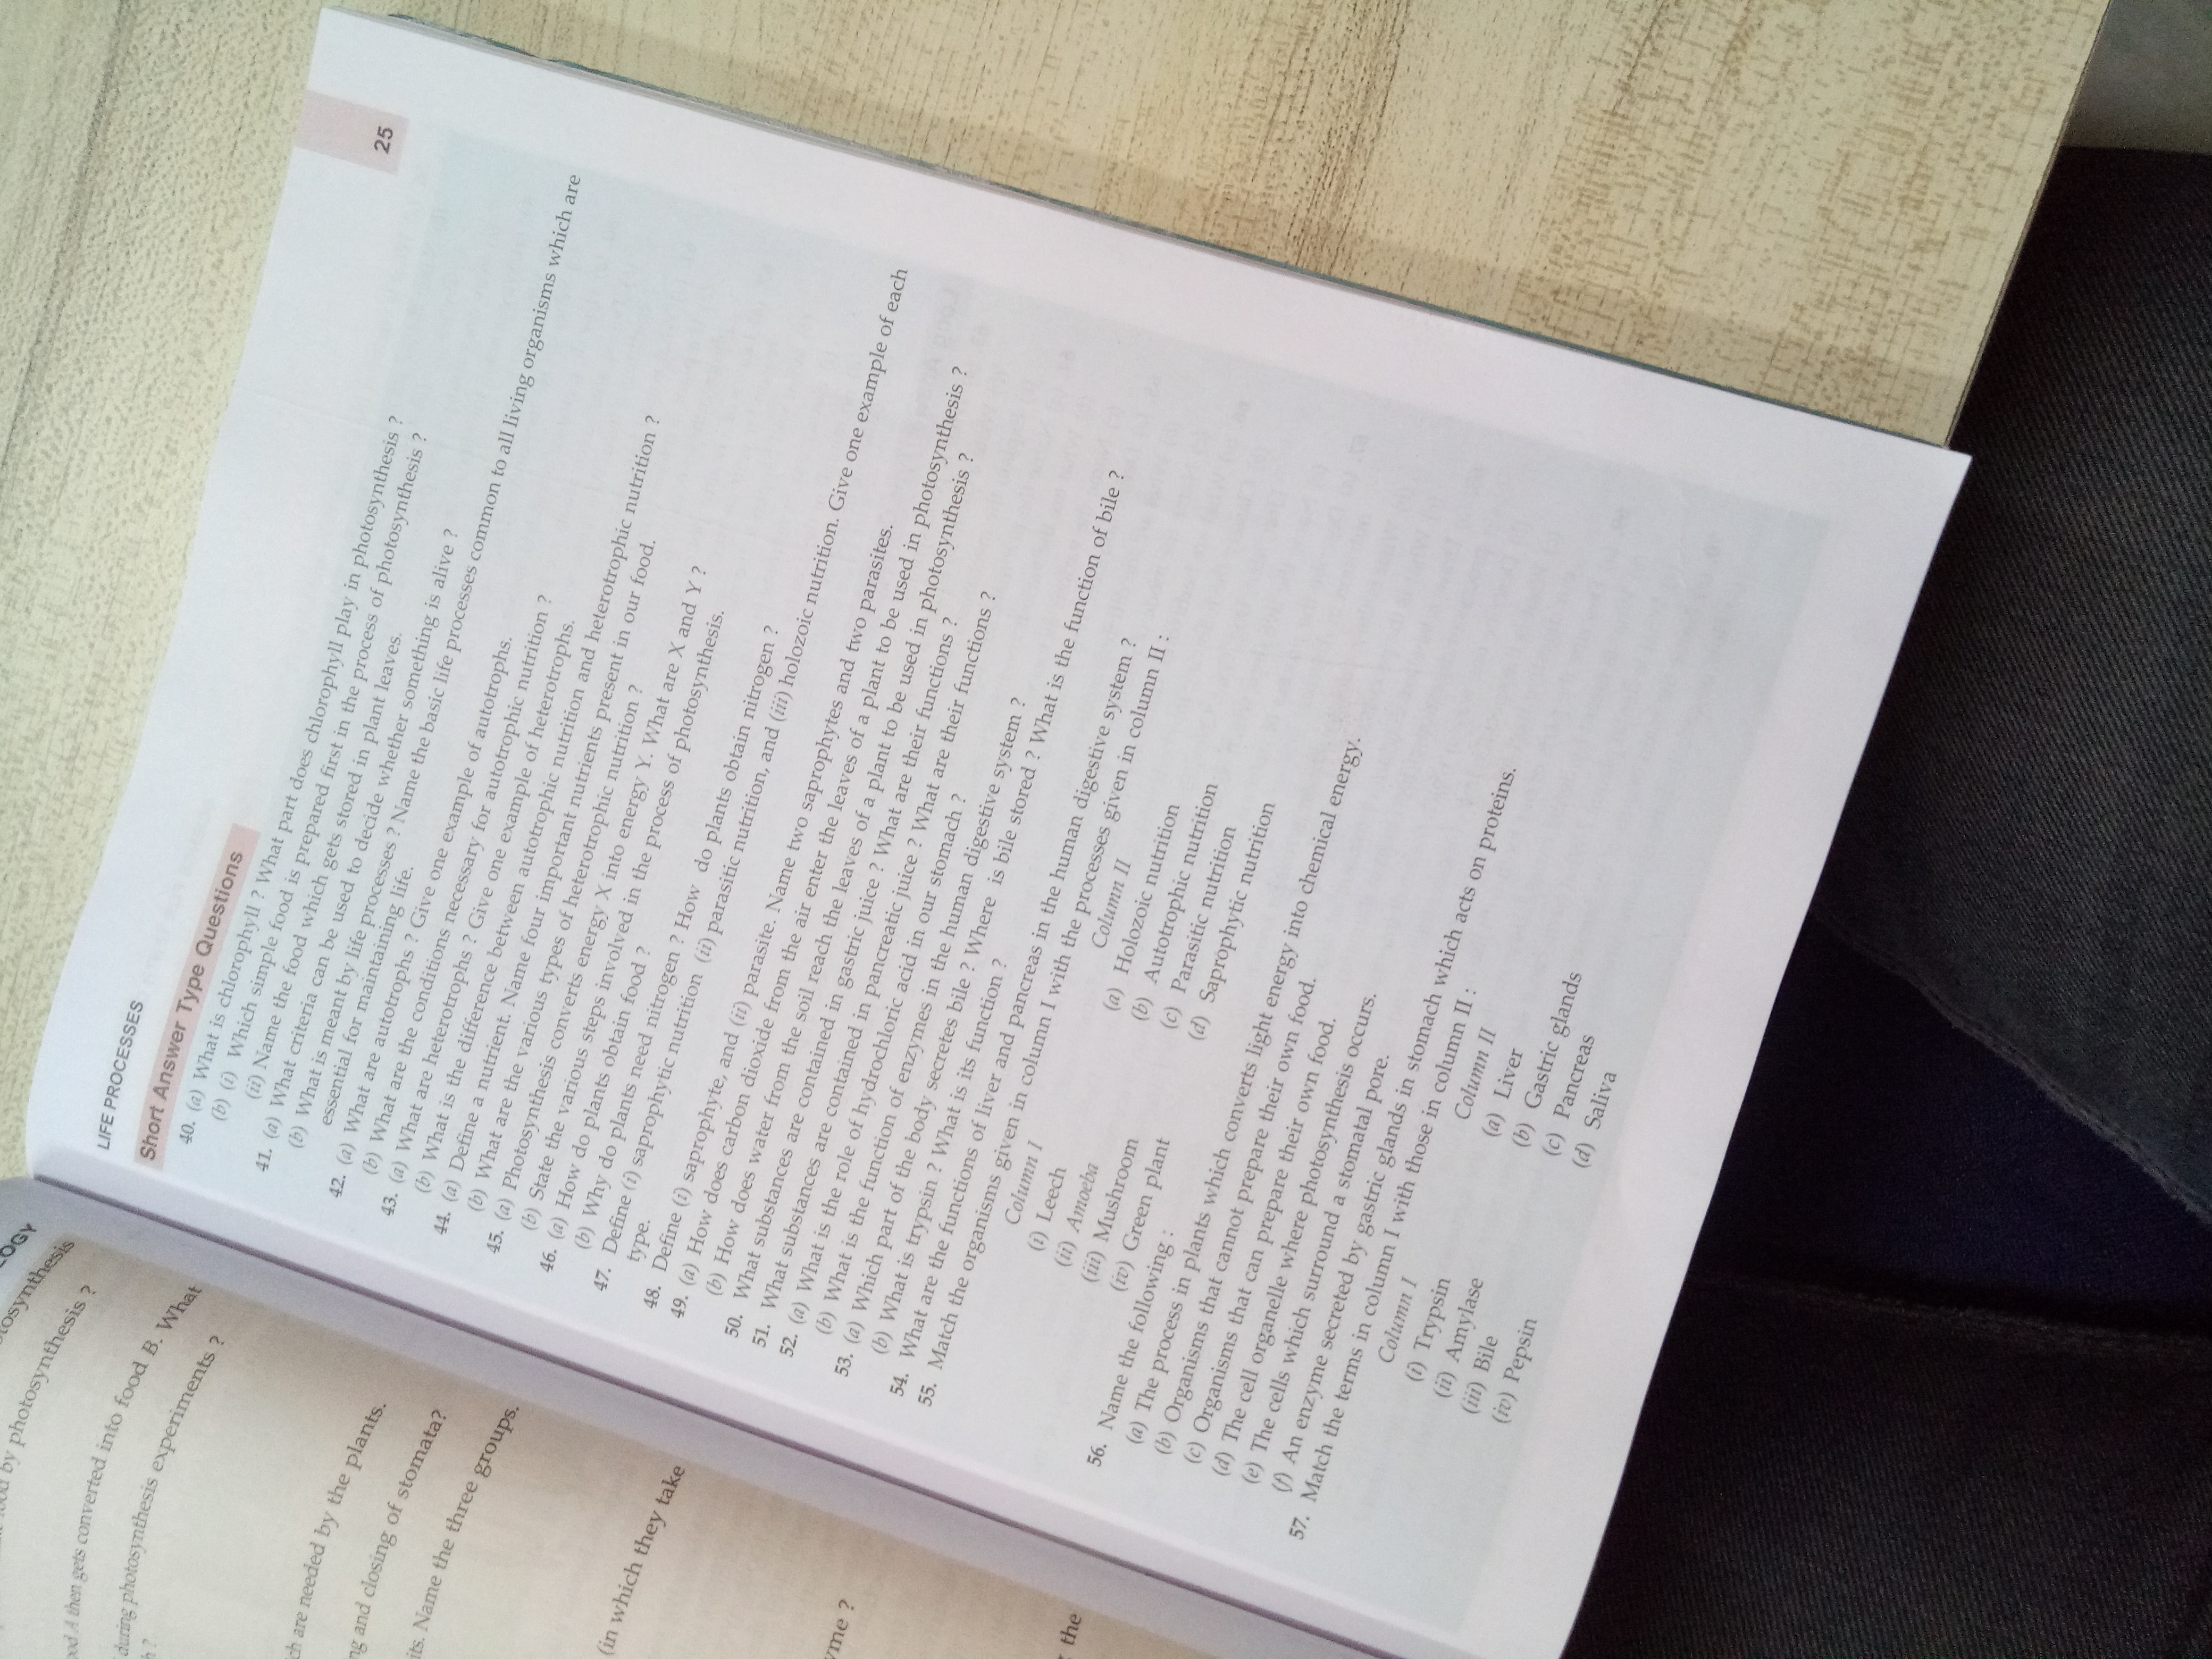 OGY
by photosynthesis
photosynthesis ?
then gets converted into food B. What
during photosynthesis experiments ?
are needed by the plants.
and closing of stomata?
Name the three groups.
(in which they take
the
LIFE PROCESSES
25
Short Answer Type Questions
40. (a) What is chlorophyll ? What part does chlorophyll play in photosynthesis ?
(b) (i) Which simple food is prepared first in the process of photosynthesis ?
(ii) Name the food which gets stored in plant leaves.
41. (a) What criteria can be used to decide whether something is alive ?
(b) What is meant by life processes ? Name the basic life processes common to all living organisms which are
essential for maintaining life.
42. (a) What are autotrophs ? Give one example of autotrophs.
(b) What are the conditions necessary for autotrophic nutrition ?
43. (a) What are heterotrophs ? Give one example of heterotrophs.
(b) What is the difference between autotrophic nutrition and heterotrophic nutrition ?
44. (a) Define a nutrient. Name four important nutrients present in our food.
(b) What are the various types of heterotrophic nutrition ?
45. (a) Photosynthesis converts energy X into energy Y. What are X and Y ?
(b) State the various steps involved in the process of photosynthesis.
46. (a) How do plants obtain food ?
(b) Why do plants need nitrogen ? How do plants obtain nitrogen ?
47. Define (i) saprophytic nutrition (ii) parasitic nutrition, and (iii) holozoic nutrition. Give one example of each
type.
48. Define (i) saprophyte, and (ii) parasite. Name two saprophytes and two parasites.
49. (a) How does carbon dioxide from the air enter the leaves of a plant to be used in photosynthesis ?
(b) How does water from the soil reach the leaves of a plant to be used in photosynthesis ?
50. What substances are contained in gastric juice ? What are their functions ?
51. What substances are contained in pancreatic juice ? What are their functions ?
52. (a) What is the role of hydrochloric acid in our stomach ?
(b) What is the function of enzymes in the human digestive system ?
53. (a) Which part of the body secretes bile ? Where is bile stored ? What is the function of bile ?
(b) What is trypsin ? What is its function ?
54. What are the functions of liver and pancreas in the human digestive system ?
55. Match the organisms given in column I with the processes given in column II :
Column I Column II
(i) Leech (a) Holozoic nutrition
(ii) Amoeba (b) Autotrophic nutrition
(iii) Mushroom (c) Parasitic nutrition
(iv) Green plant (d) Saprophytic nutrition
56. Name the following :
(a) The process in plants which converts light energy into chemical energy.
(b) Organisms that cannot prepare their own food.
(c) Organisms that can prepare their own food.
(d) The cell organelle where photosynthesis occurs.
(e) The cells which surround a stomatal pore.
(f) An enzyme secreted by gastric glands in stomach which acts on proteins.
57. Match the terms in column I with those in column II :
Column I Column II
(i) Trypsin (a) Liver
(ii) Amylase (b) Gastric glands
(iii) Bile (c) Pancreas
(iv) Pepsin (d) Saliva